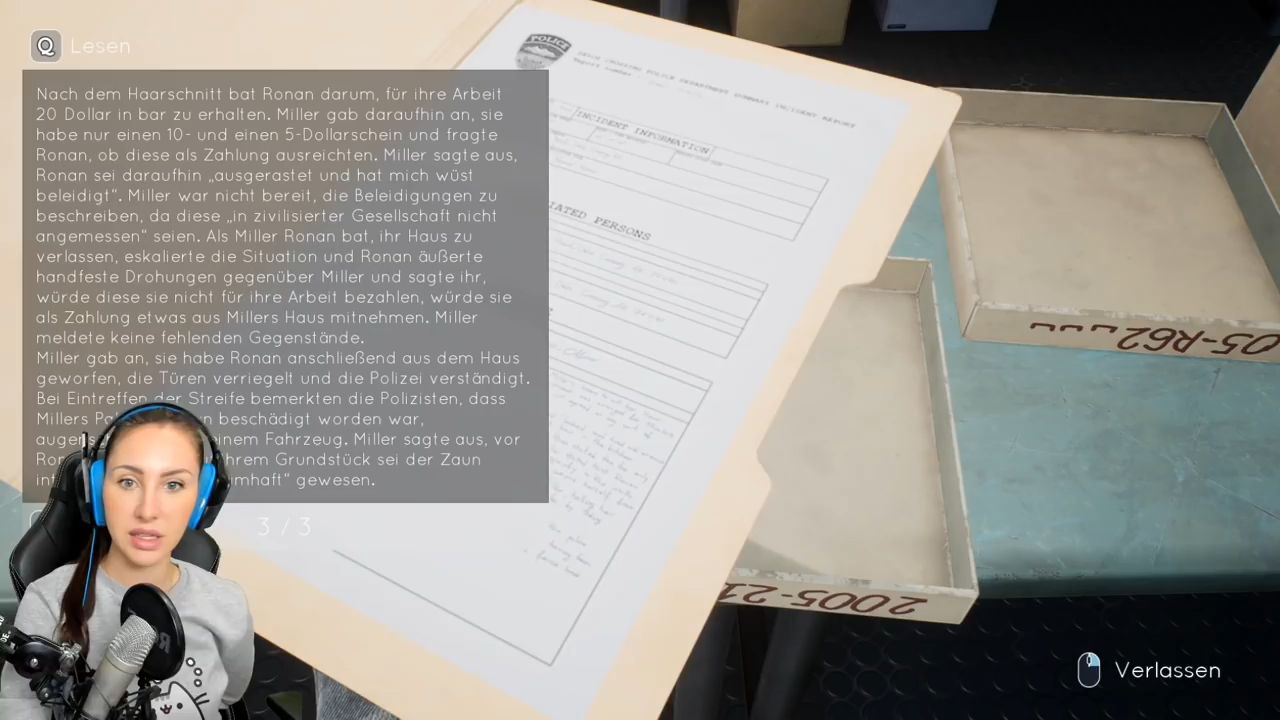 Q Lesen
Nach dem Haarschnitt bat Ronan darum, für ihre Arbeit
20 Dollar in bar zu erhalten. Miller gab daraufhin an, sie
habe nur einen 10- und einen 5-Dollarschein und fragte
Ronan, ob diese als Zahlung ausreichten. Miller sagte aus,
Ronan sei daraufhin „ausgerastet und hat mich wüst
beleidigt“. Miller war nicht bereit, die Beleidigungen zu
beschreiben, da diese „in zivilisierter Gesellschaft nicht
angemessen“ seien. Als Miller Ronan bat, ihr Haus zu
verlassen, eskalierte die Situation und Ronan äußerte
handfeste Drohungen gegenüber Miller und sagte ihr,
würde diese sie nicht für ihre Arbeit bezahlen, würde sie
als Zahlung etwas aus Millers Haus mitnehmen. Miller
meldete keine fehlenden Gegenstände.
Miller gab an, sie habe Ronan anschließend aus dem Haus
geworfen, die Türen verriegelt und die Polizei verständigt.
Bei Eintreffen der Streife bemerkten die Polizisten, dass
Millers beschädigt worden war,
einem Fahrzeug. Miller sagte aus, vor
ihrem Grundstück sei der Zaun
gewesen.
3 / 3
POLICE
POLICE DEPARTMENT SUMMARY INCIDENT REPORT
INCIDENT INFORMATION
PERSONS
05-R62
2005-21
Verlassen